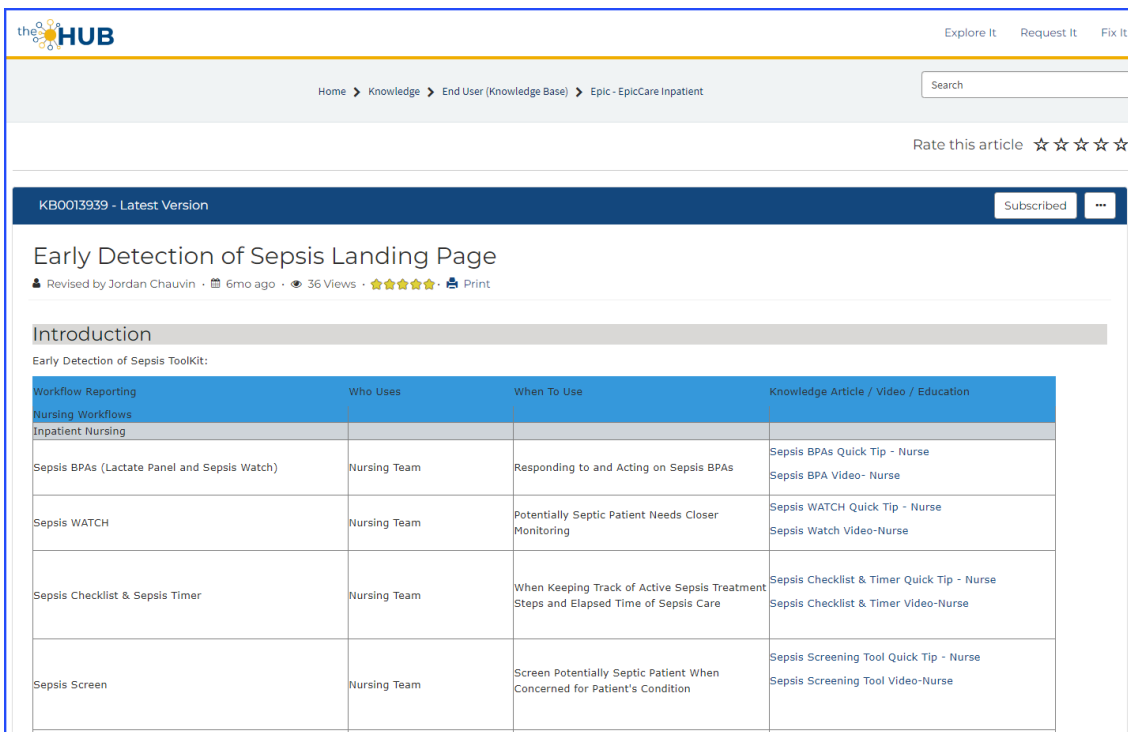 the HUB
Explore It Request It Fix It
Home > Knowledge > End User (Knowledge Base) > Epic - EpicCare Inpatient
Search
Rate this article
KB0013939 - Latest Version
Subscribed
Early Detection of Sepsis Landing Page
Revised by Jordan Chauvin · 6mo ago · 36 Views · Print
Introduction
Early Detection of Sepsis ToolKit:
Workflow Reporting Who Uses When To Use Knowledge Article / Video / Education
Nursing Workflows
Inpatient Nursing
Sepsis BPAs (Lactate Panel and Sepsis Watch) Nursing Team Responding to and Acting on Sepsis BPAs
Sepsis BPAs Quick Tip - Nurse
Sepsis BPA Video- Nurse
Sepsis WATCH Nursing Team
Potentially Septic Patient Needs Closer
Monitoring
Sepsis WATCH Quick Tip - Nurse
Sepsis Watch Video-Nurse
Sepsis Checklist & Sepsis Timer Nursing Team
When Keeping Track of Active Sepsis Treatment
Steps and Elapsed Time of Sepsis Care
Sepsis Checklist & Timer Quick Tip - Nurse
Sepsis Checklist & Timer Video-Nurse
Sepsis Screen Nursing Team
Screen Potentially Septic Patient When
Concerned for Patient's Condition
Sepsis Screening Tool Quick Tip - Nurse
Sepsis Screening Tool Video-Nurse